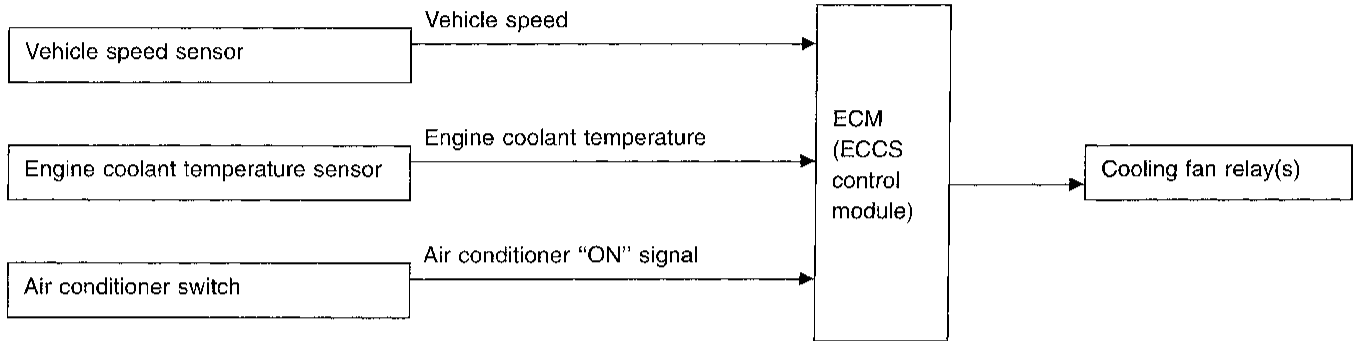 Vehicle speed sensor
Vehicle speed
Engine coolant temperature sensor
Engine coolant temperature
Air conditioner switch
Air conditioner “ON” signal
ECM
(ECCS
control
module)
Cooling fan relay(s)